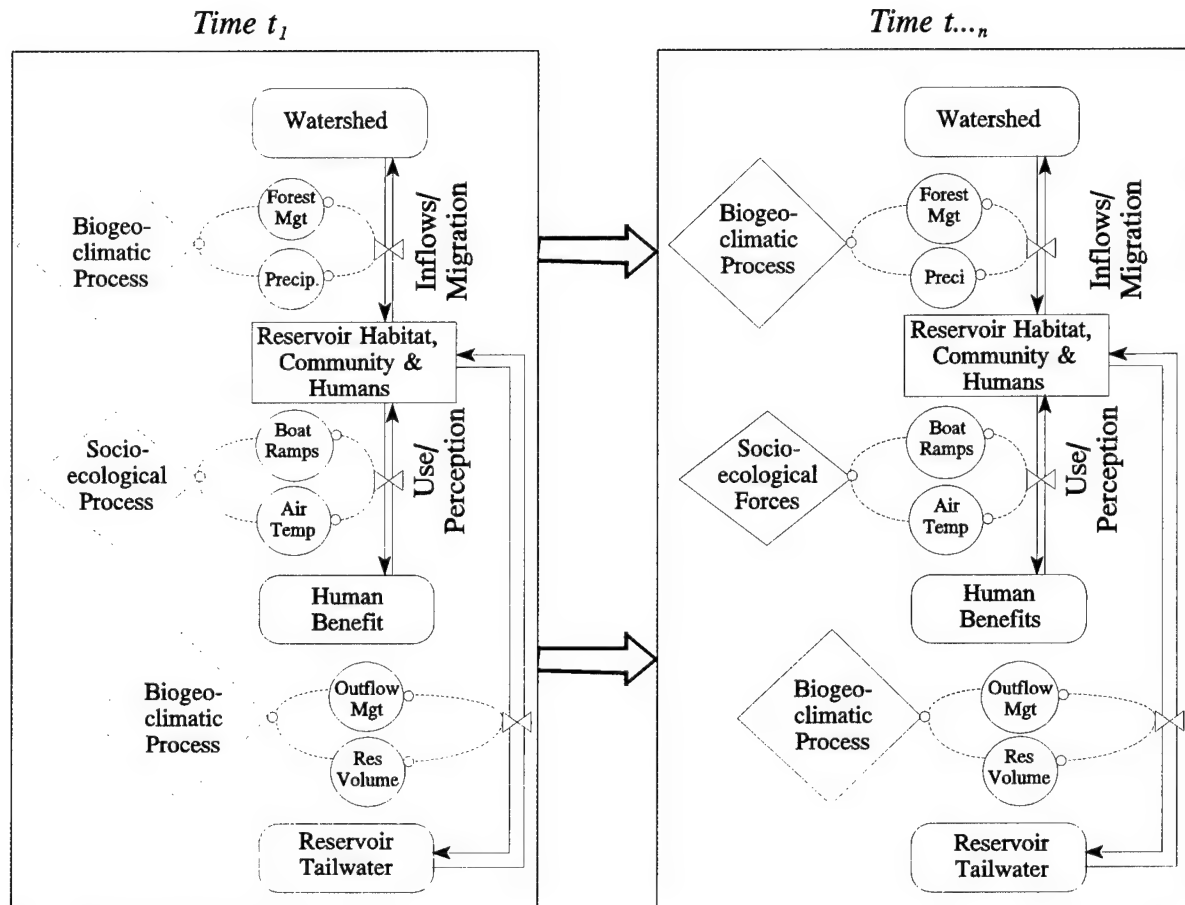 Time t1
Watershed
Forest
Mgt
Biogeo-
climatic
Process
Precip.
Inflows/
Migration
Reservoir Habitat,
Community &
Humans
Boat
Ramps
Socio-
ecological
Process
Air
Temp
Use/
Perception
Human
Benefit
Outflow
Mgt
Biogeo-
climatic
Process
Res
Volume
Reservoir
Tailwater
Time t...n
Watershed
Forest
Mgt
Biogeo-
climatic
Process
Preci
Inflows/
Migration
Reservoir Habitat,
Community &
Humans
Boat
Ramps
Socio-
ecological
Forces
Air
Temp
Use/
Perception
Human
Benefits
Outflow
Mgt
Biogeo-
climatic
Process
Res
Volume
Reservoir
Tailwater